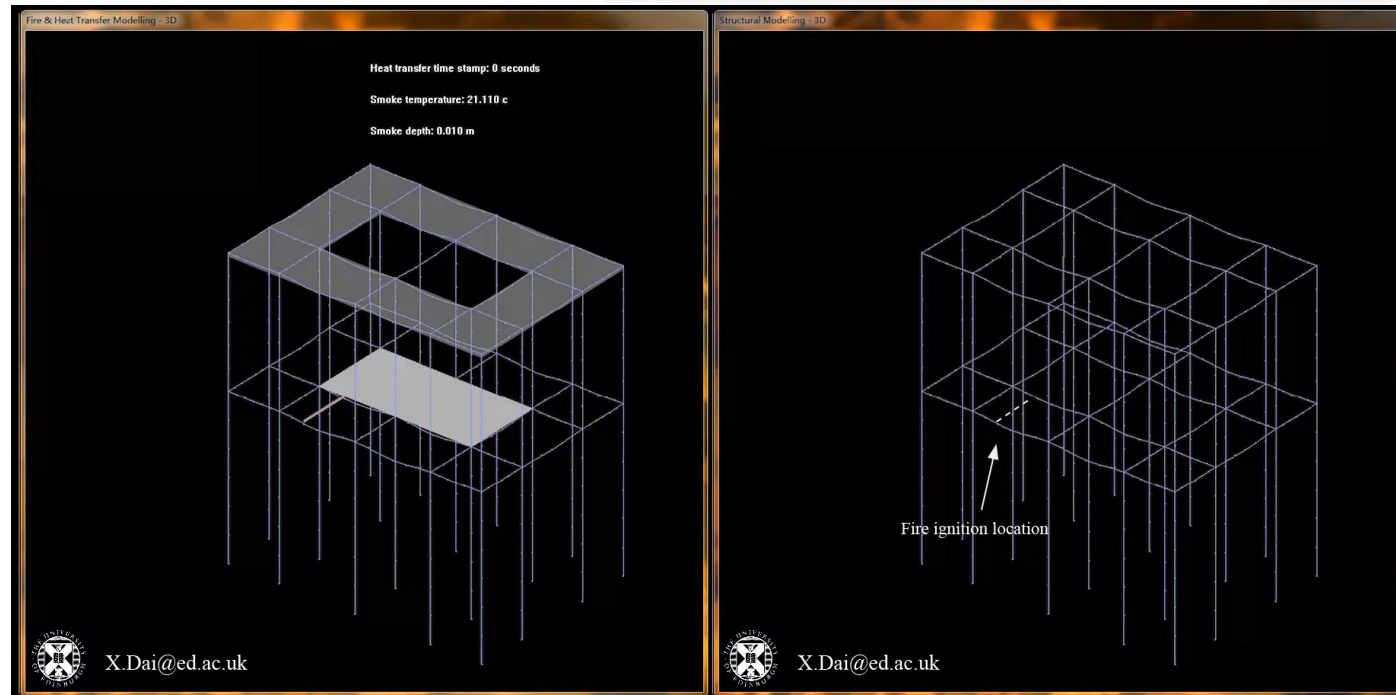 Fire & Heat Transfer Modelling - 3D
Heat transfer time stamp: 0 seconds
Smoke temperature: 21.110 c
Smoke depth: 0.010 m
X.Dai@ed.ac.uk
Structural Modelling - 3D
Fire ignition location
X.Dai@ed.ac.uk